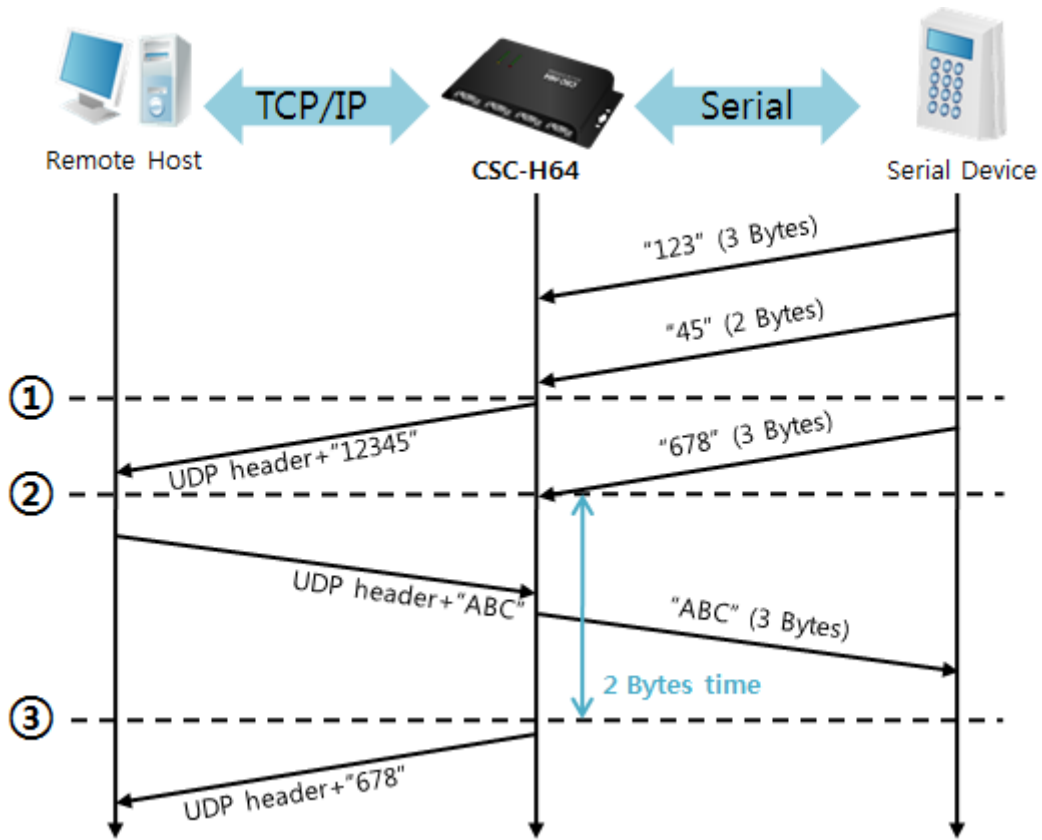 TCP/IP
Serial
Remote Host
CSC-H64
Serial Device
"123" (3 Bytes)
"45" (2 Bytes)
①
UDP header+"12345"
"678" (3 Bytes)
②
UDP header+"ABC"
"ABC" (3 Bytes)
2 Bytes time
③
UDP header+"678"